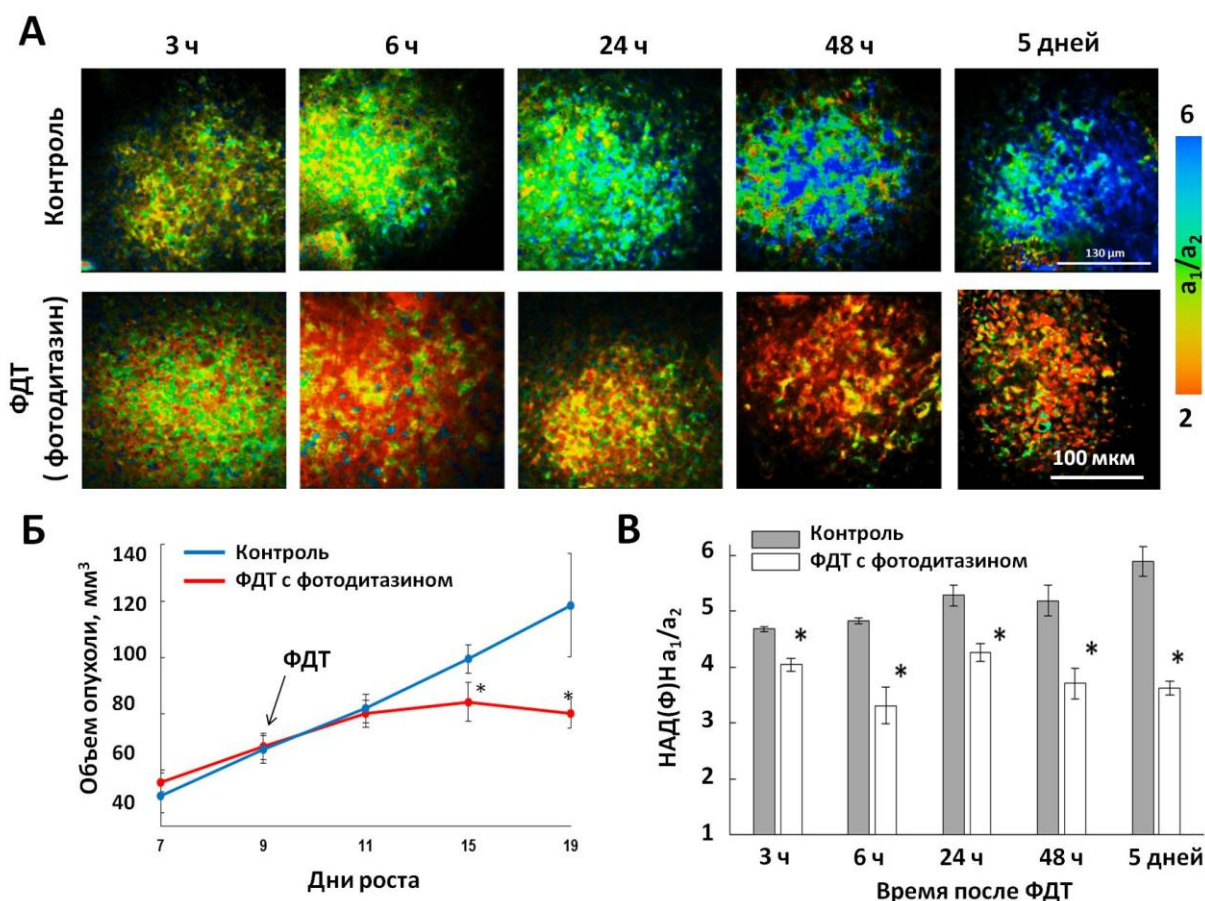 А
3 ч
6 ч
24 ч
48 ч
5 дней
Контроль
130 µm
6
a₁/a₂
2
ФДТ
(фотодитазин)
100 мкм
Б
Контроль
ФДТ с фотодитазином
ФДТ
*
*
Объем опухоли, мм³
140
120
100
80
60
40
7
9
11
15
19
Дни роста
В
Контроль
ФДТ с фотодитазином
НАД(Ф)Н a₁/a₂
6
5
4
3
2
1
*
*
*
*
*
3 ч
6 ч
24 ч
48 ч
5 дней
Время после ФДТ